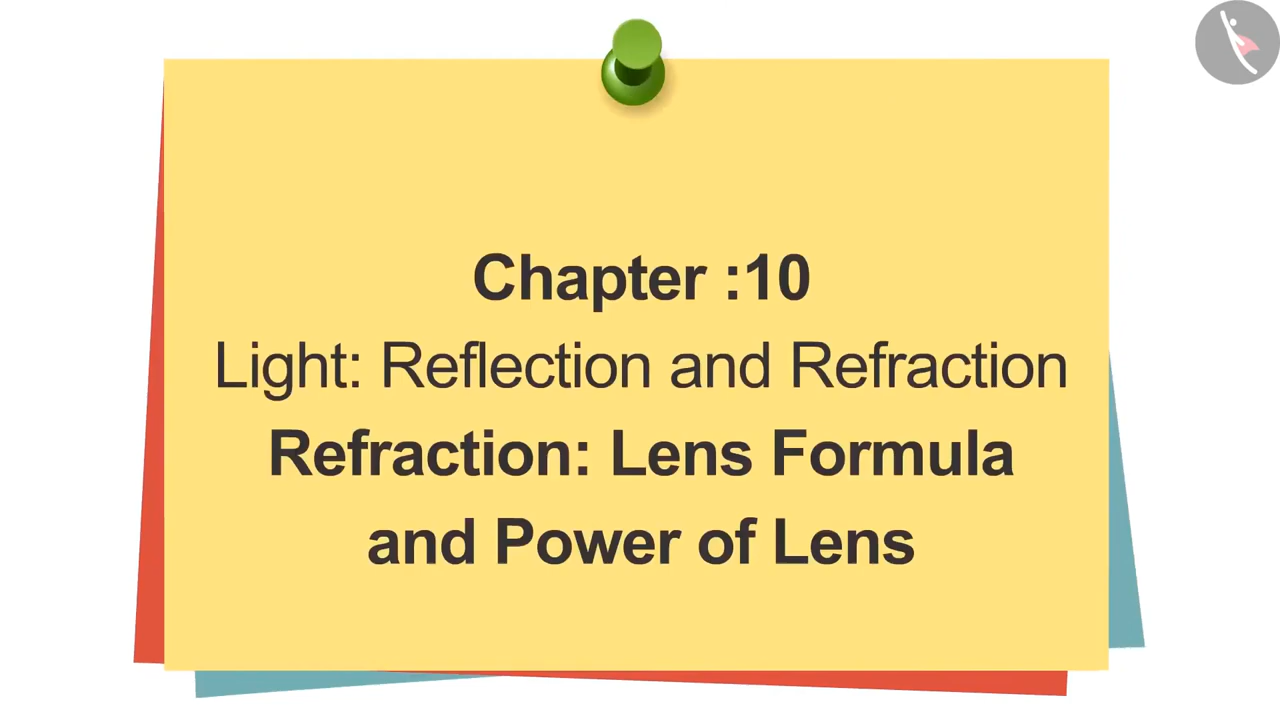 Chapter :10
Light: Reflection and Refraction
Refraction: Lens Formula
and Power of Lens